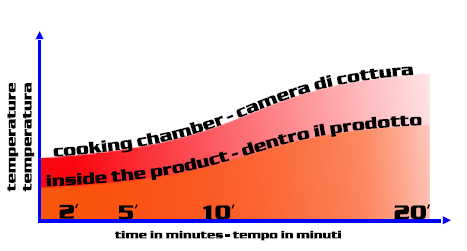 temperature
temperatura
cooking chamber - camera di cottura
inside the product - dentro il prodotto
2' 5' 10' 20'
time in minutes - tempo in minuti